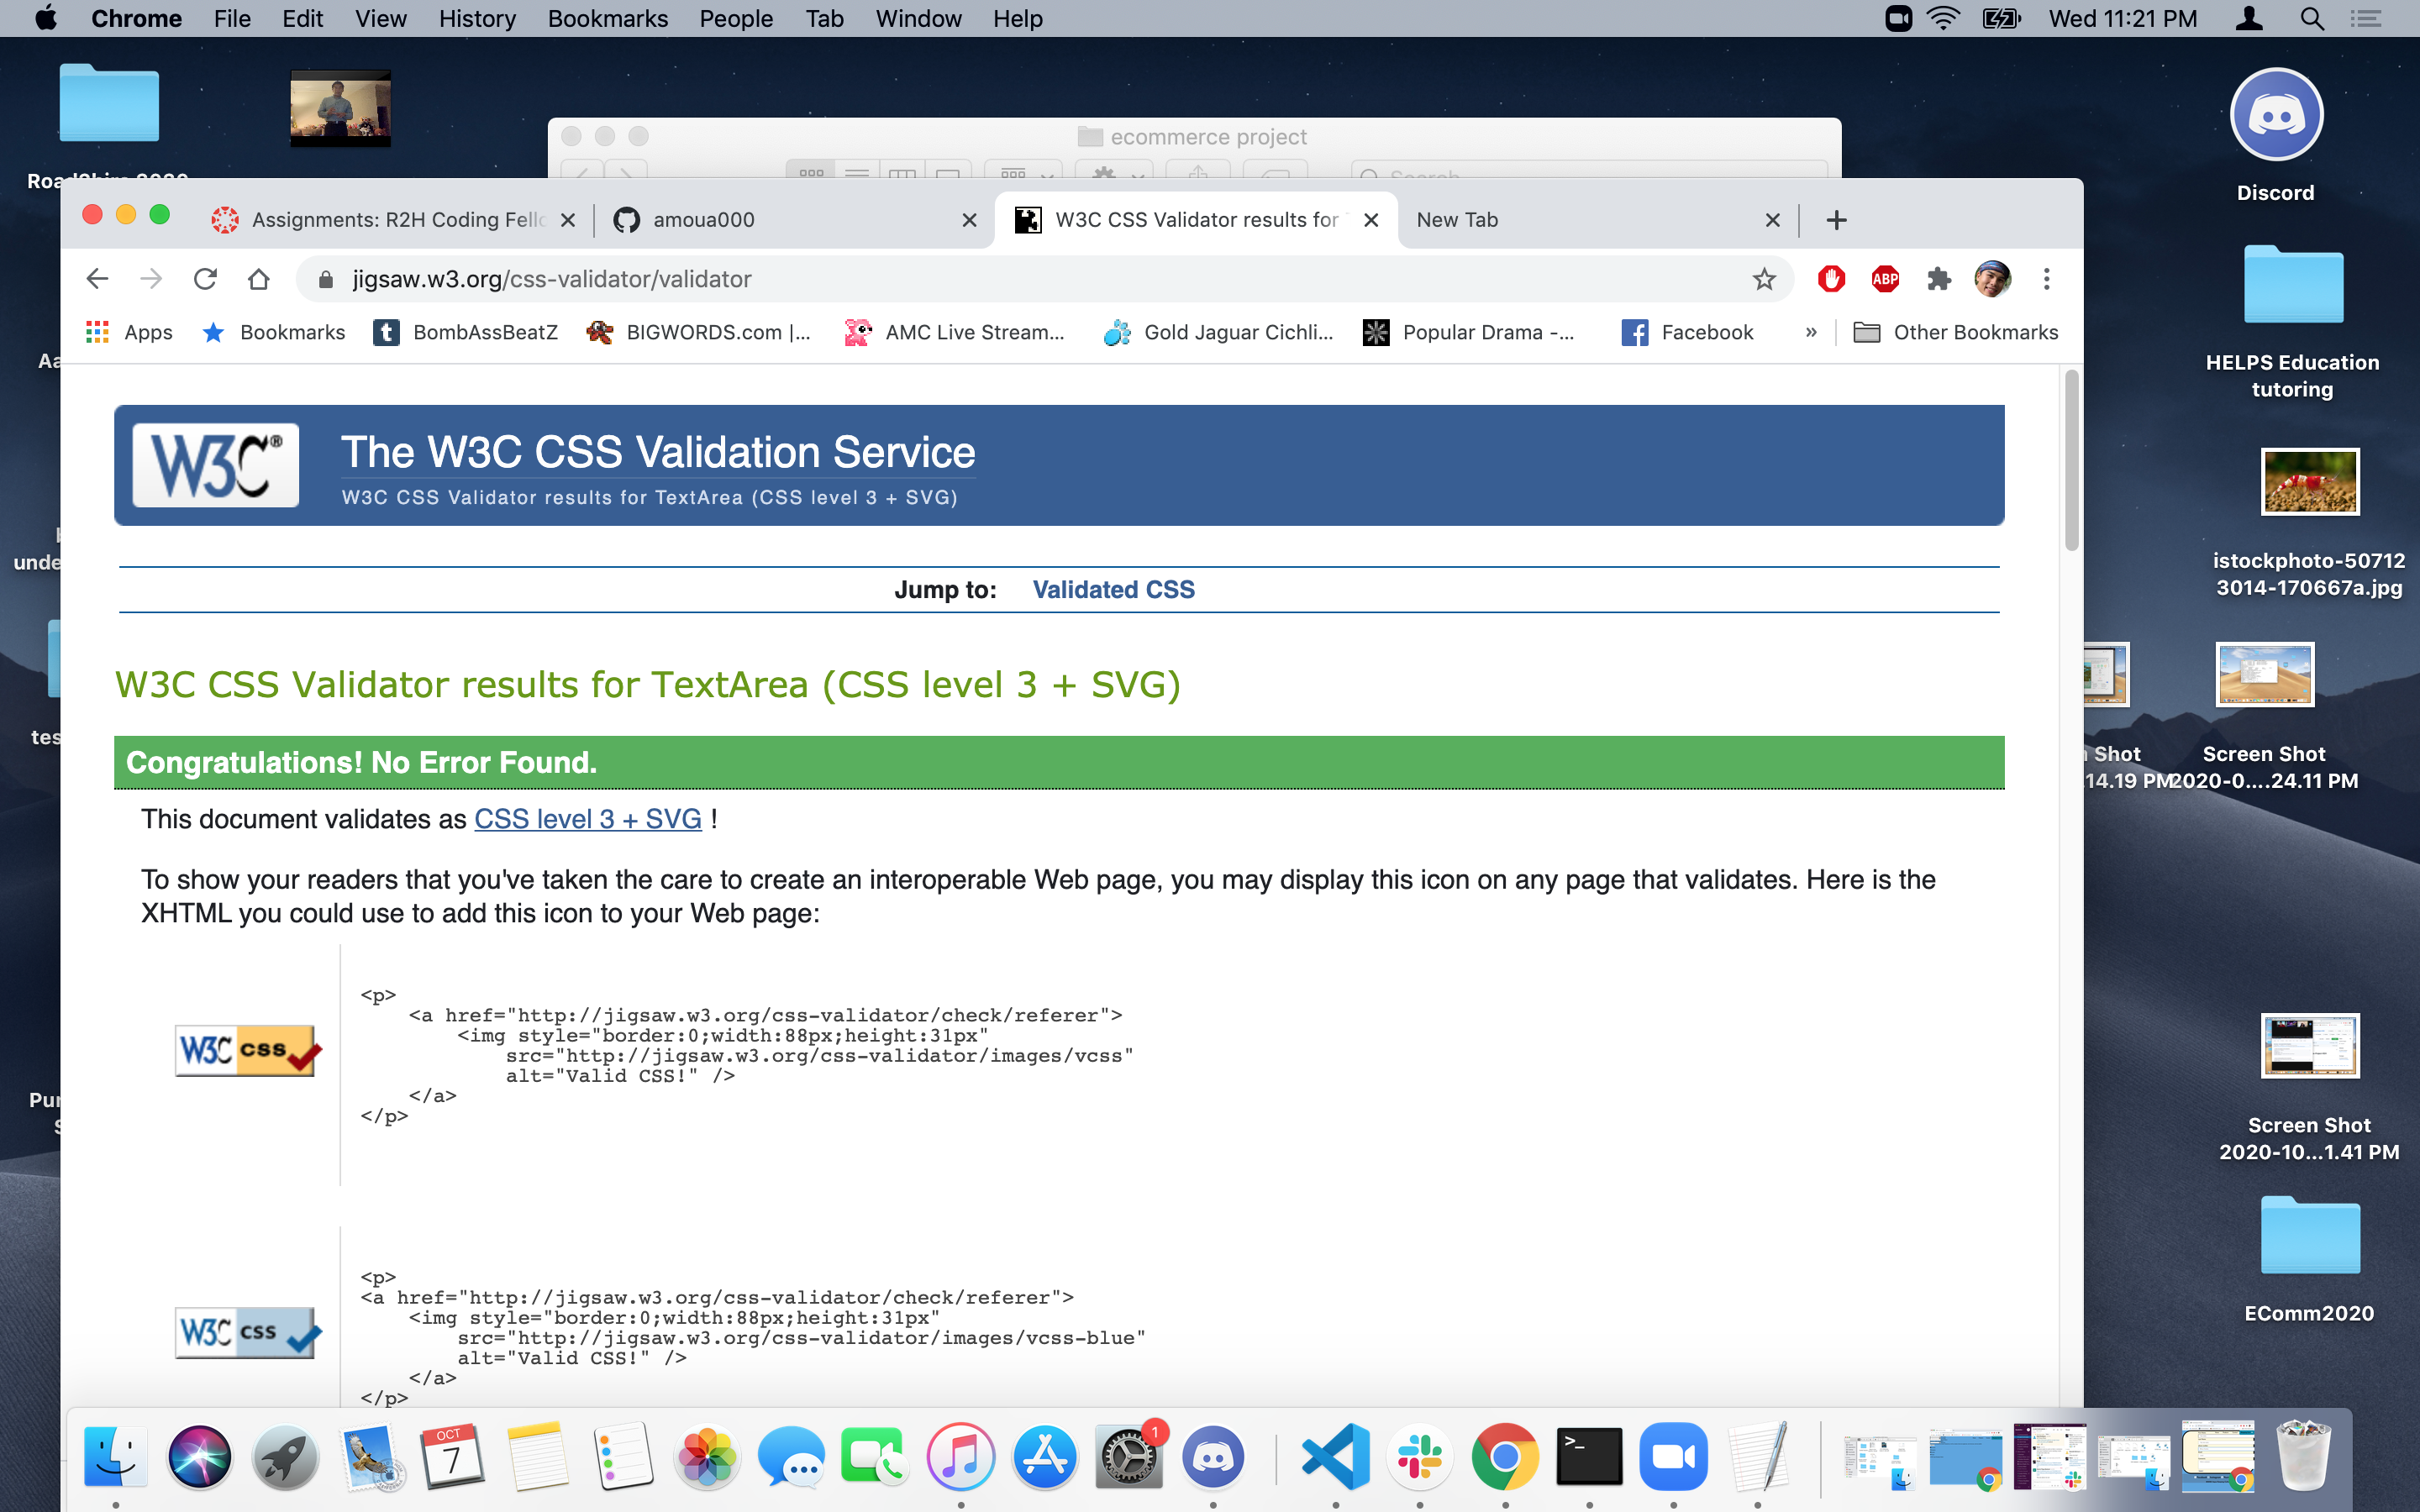 Chrome File Edit View History Bookmarks People Tab Window Help Wed 11:21 PM
ecommerce project
Search
Discord
Assignments: R2H Coding Fello
amoua000
W3C CSS Validator results for
New Tab
jigsaw.w3.org/css-validator/validator
ABP
Apps Bookmarks BombAssBeatZ BIGWORDS.com |... AMC Live Stream... Gold Jaguar Cichli... Popular Drama -... Facebook » Other Bookmarks
HELPS Education
tutoring
W3C®
The W3C CSS Validation Service
W3C CSS Validator results for TextArea (CSS level 3 + SVG)
istockphoto-50712
3014-170667a.jpg
Jump to: Validated CSS
W3C CSS Validator results for TextArea (CSS level 3 + SVG)
Congratulations! No Error Found.
This document validates as CSS level 3 + SVG !
Shot
14.19 PM
Screen Shot
2020-0....24.11 PM
To show your readers that you've taken the care to create an interoperable Web page, you may display this icon on any page that validates. Here is the
XHTML you could use to add this icon to your Web page:
W3C css
<p>
<a href="http://jigsaw.w3.org/css-validator/check/referer">
<img style="border:0;width:88px;height:31px"
src="http://jigsaw.w3.org/css-validator/images/vcss"
alt="Valid CSS!" />
</a>
</p>
Screen Shot
2020-10...1.41 PM
W3C css
<p>
<a href="http://jigsaw.w3.org/css-validator/check/referer">
<img style="border:0;width:88px;height:31px"
src="http://jigsaw.w3.org/css-validator/images/vcss-blue"
alt="Valid CSS!" />
</a>
</p>
EComm2020
OCT
7
1
>_